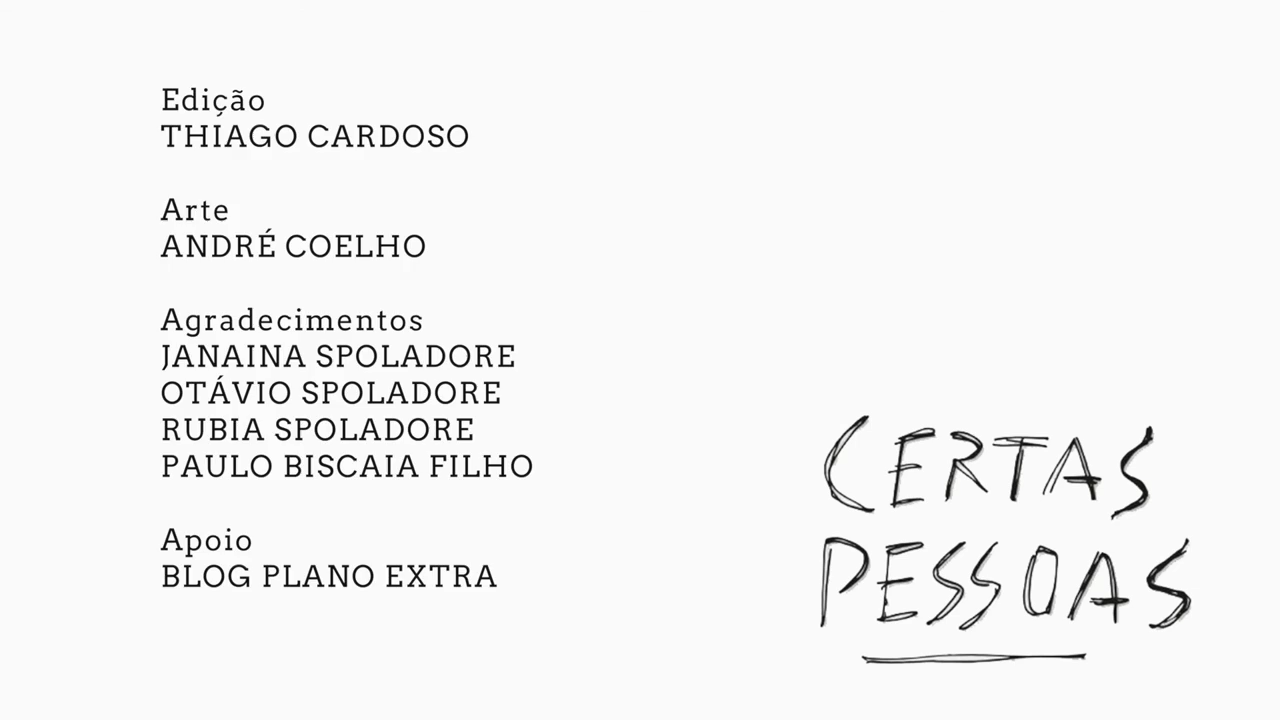 Edição
THIAGO CARDOSO
Arte
ANDRÉ COELHO
Agradecimentos
JANAINA SPOLADORE
OTÁVIO SPOLADORE
RUBIA SPOLADORE
PAULO BISCAIA FILHO
Apoio
BLOG PLANO EXTRA
CERTAS
PESSOAS